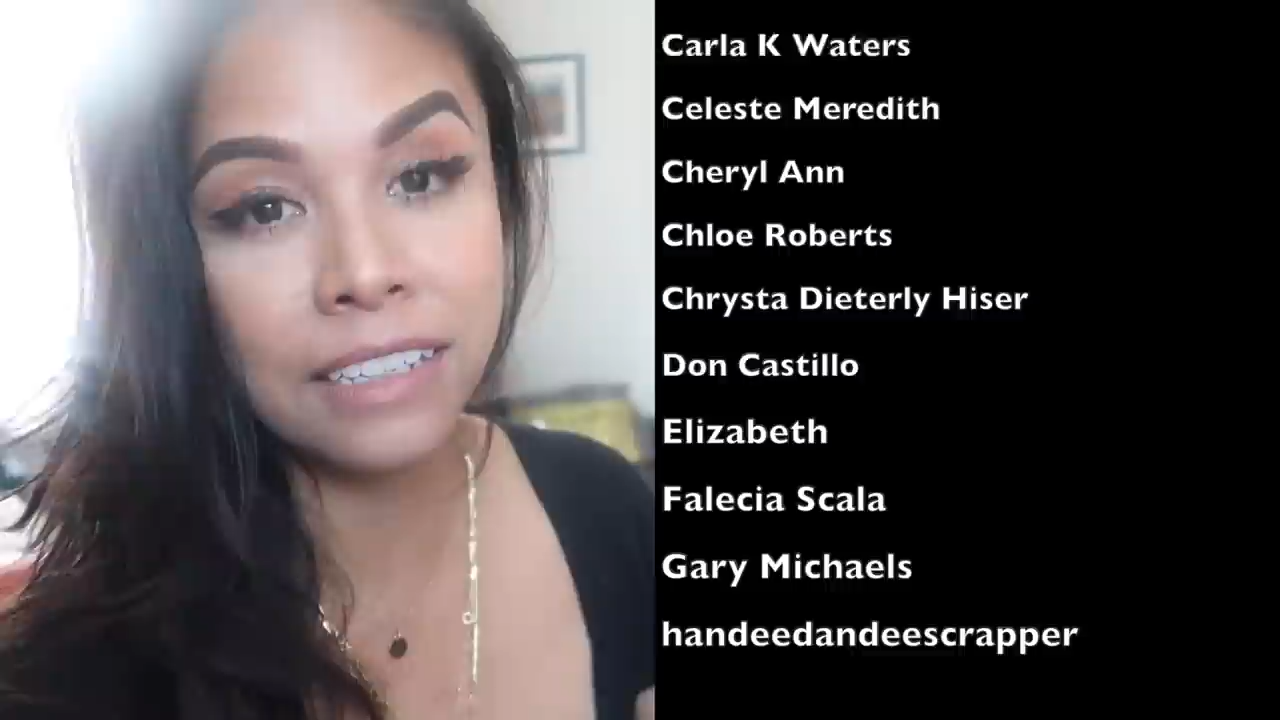 Carla K Waters
Celeste Meredith
Cheryl Ann
Chloe Roberts
Chrysta Dieterly Hiser
Don Castillo
Elizabeth
Falecia Scala
Gary Michaels
handeedandeescrapper